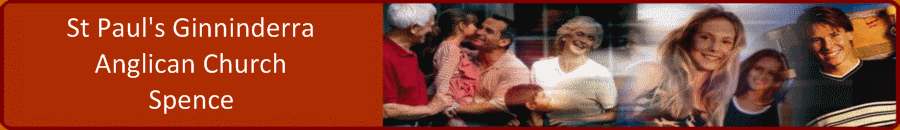 St Paul's Ginninderra
Anglican Church
Spence